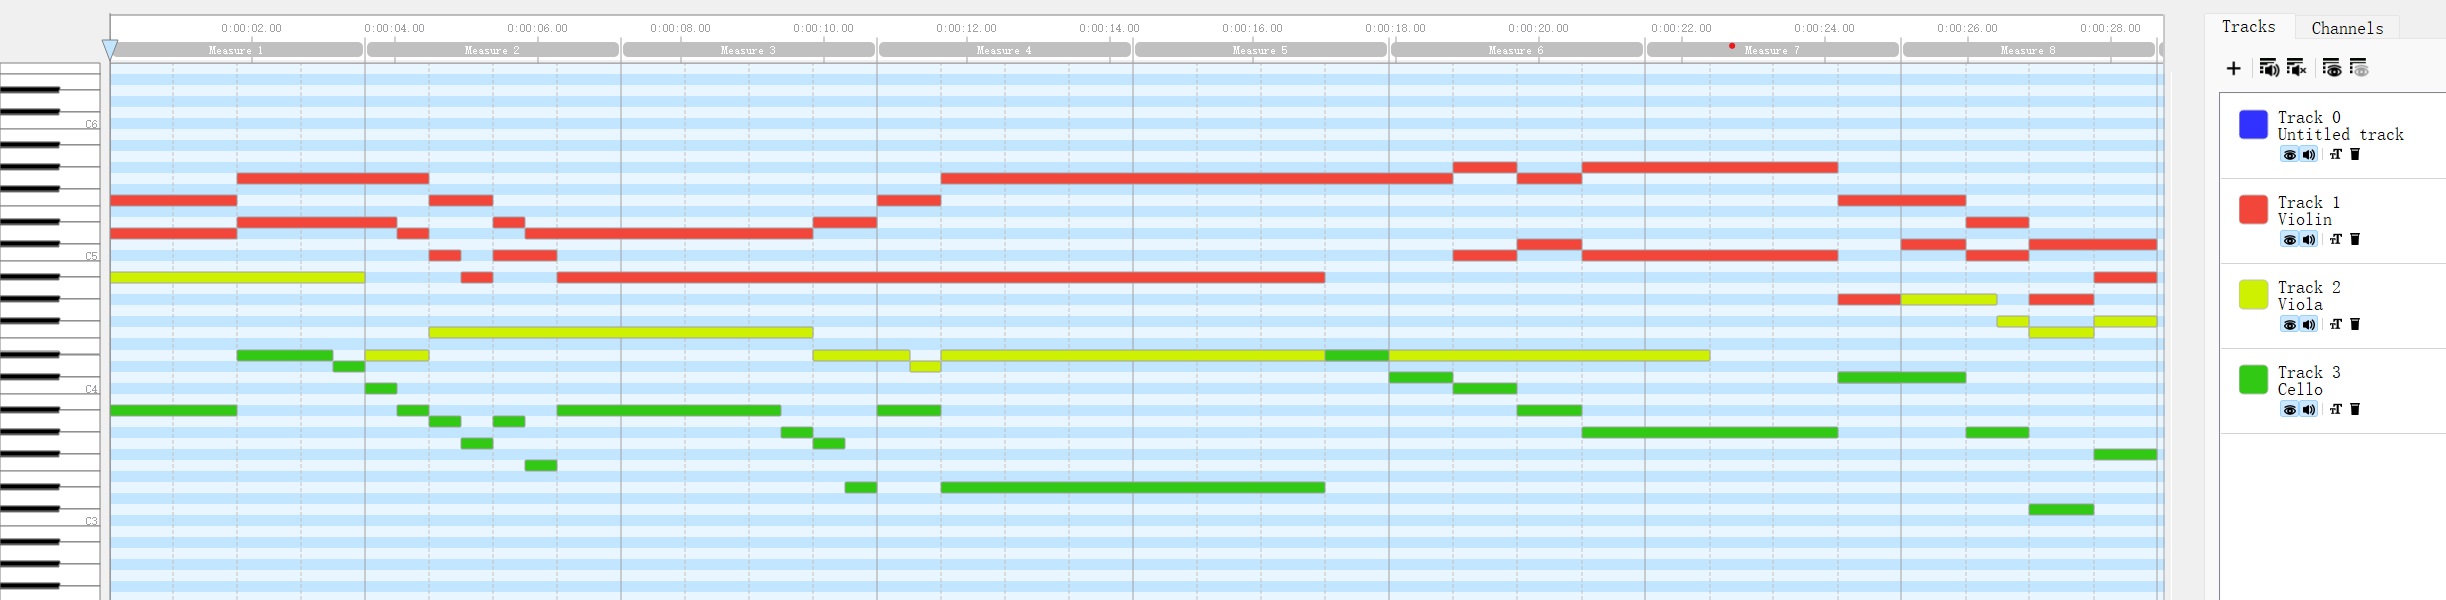 0:00:02.00 0:00:04.00 0:00:06.00 0:00:08.00 0:00:10.00 0:00:12.00 0:00:14.00 0:00:16.00 0:00:18.00 0:00:20.00 0:00:22.00 0:00:24.00 0:00:26.00 0:00:28.00
Measure 1 Measure 2 Measure 3 Measure 4 Measure 5 Measure 6 Measure 7 Measure 8
C6
C5
C4
C3
Tracks Channels
Track 0
Untitled track
T
Track 1
Violin
T
Track 2
Viola
T
Track 3
Cello
T